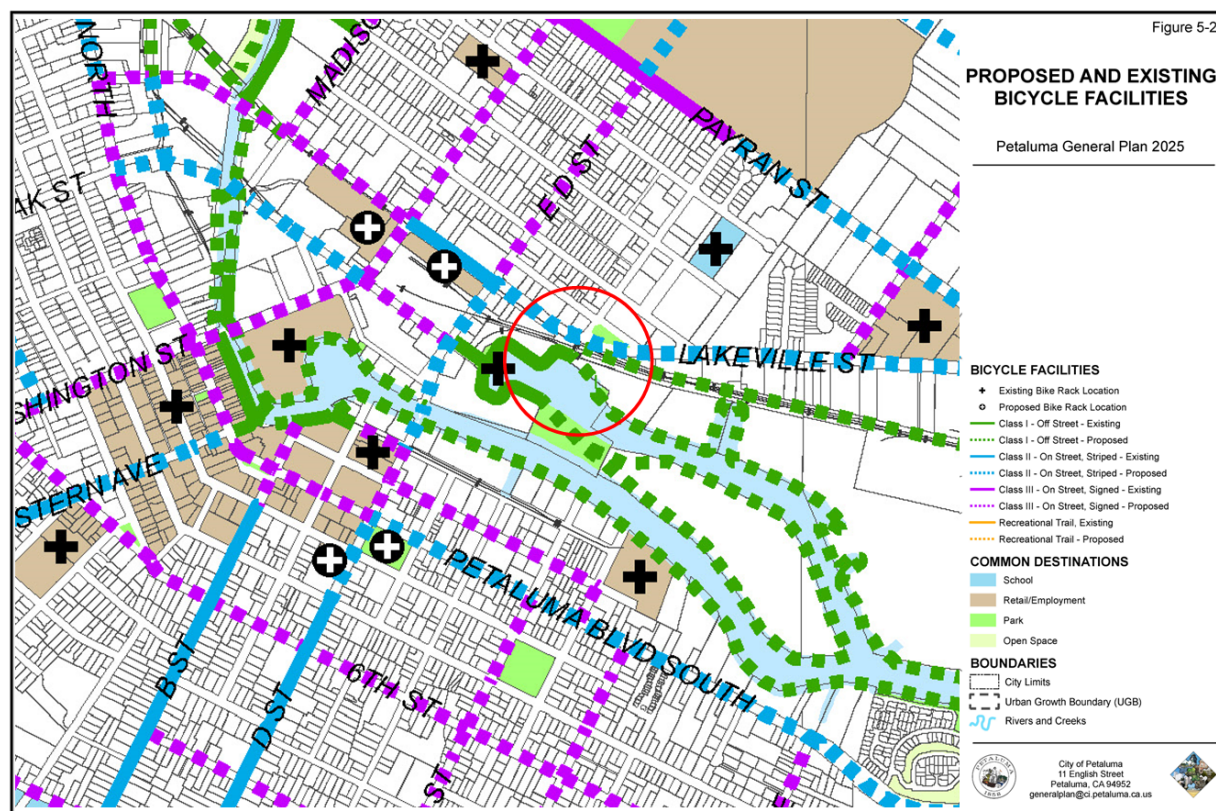 Figure 5-2
PROPOSED AND EXISTING
BICYCLE FACILITIES
Petaluma General Plan 2025
NORTH
MADISO
E D ST
PAYRAN ST
AK ST
LAKEVILLE ST
SHINGTON ST
STERN AVE
PETALUMA BLVD SOUTH
B ST
D ST
6TH ST
ST
BICYCLE FACILITIES
Existing Bike Rack Location
Proposed Bike Rack Location
Class I - Off Street - Existing
Class I - Off Street - Proposed
Class II - On Street, Striped - Existing
Class II - On Street, Striped - Proposed
Class III - On Street, Signed - Existing
Class III - On Street, Signed - Proposed
Recreational Trail, Existing
Recreational Trail - Proposed
COMMON DESTINATIONS
School
Retail/Employment
Park
Open Space
BOUNDARIES
City Limits
Urban Growth Boundary (UGB)
Rivers and Creeks
PETALUMA
1858
City of Petaluma
11 English Street
Petaluma, CA 94952
generalplan@ci.petaluma.ca.us